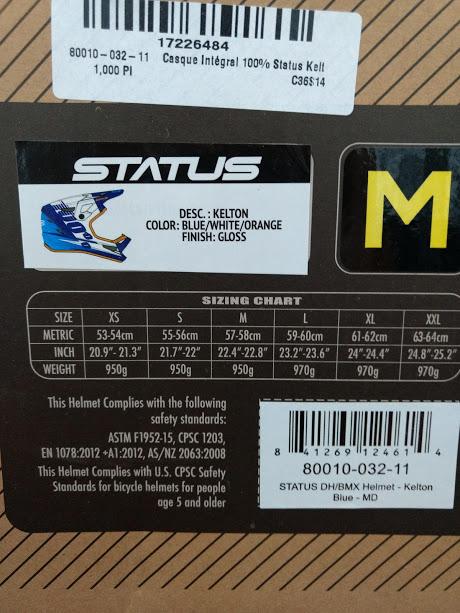 17226484
80010-032-11 Casque Intégral 100% Status Kelt
1,000 PI C36$14
STATUS
DESC. : KELTON
COLOR: BLUE/WHITE/ORANGE
FINISH: GLOSS
M
SIZING CHART
SIZE XS S M L XL XXL
METRIC 53-54cm 55-56cm 57-58cm 59-60cm 61-62cm 63-64cm
INCH 20.9"- 21.3" 21.7"-22" 22.4"-22.8" 23.2"-23.6" 24"-24.4" 24.8"-25.2"
WEIGHT 950g 950g 950g 970g 970g 970g
This Helmet Complies with the following
safety standards:
ASTM F1952-15, CPSC 1203,
EN 1078:2012 +A1:2012, AS/NZ 2063:2008
This Helmet Complies with U.S. CPSC Safety
Standards for bicycle helmets for people
age 5 and older
8 41269 12461 4
80010-032-11
STATUS DH/BMX Helmet - Kelton
Blue - MD